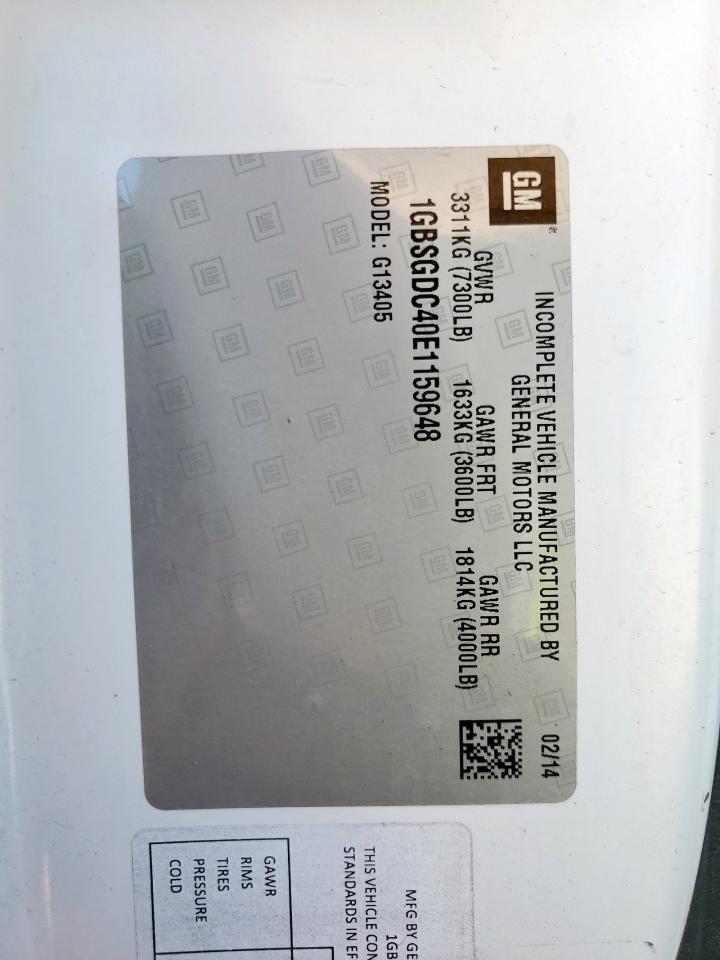 GM
INCOMPLETE VEHICLE MANUFACTURED BY 02/14
GENERAL MOTORS LLC
GVWR GAWR FRT GAWR RR
3311KG (7300LB) 1633KG (3600LB) 1814KG (4000LB)
1GBSGDC40E1159648
MODEL: G13405
MFG BY GE
1GB
THIS VEHICLE CON
STANDARDS IN EF
GAWR
RIMS
TIRES
PRESSURE
COLD